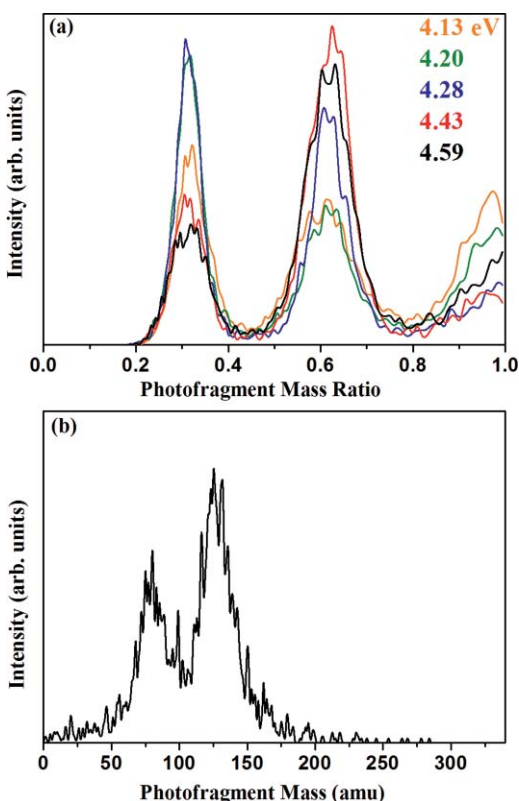 (a)
4.13 eV
4.20
4.28
4.43
4.59
Intensity (arb. units)
0.0 0.2 0.4 0.6 0.8 1.0
Photofragment Mass Ratio
(b)
Intensity (arb. units)
0 50 100 150 200 250 300
Photofragment Mass (amu)